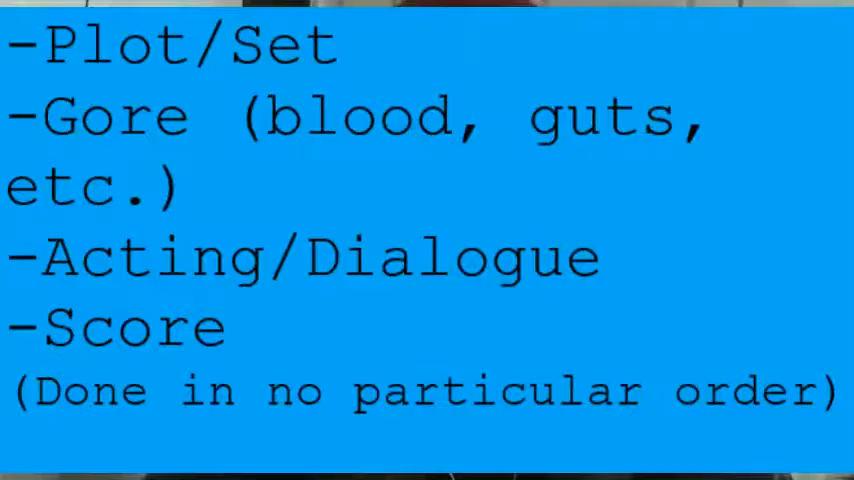 -Plot/Set
-Gore (blood, guts,
etc.)
-Acting/Dialogue
-Score
(Done in no particular order)